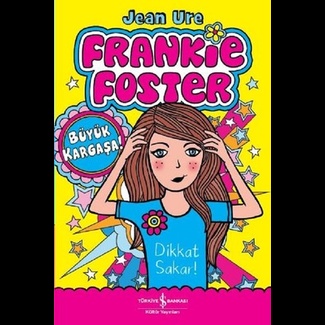 Jean Ure
FRANKIE
FOSTER
BÜYÜK
KARGAŞA!
Dikkat
Sakar!
TÜRKİYE İŞ BANKASI
Kültür Yayınları